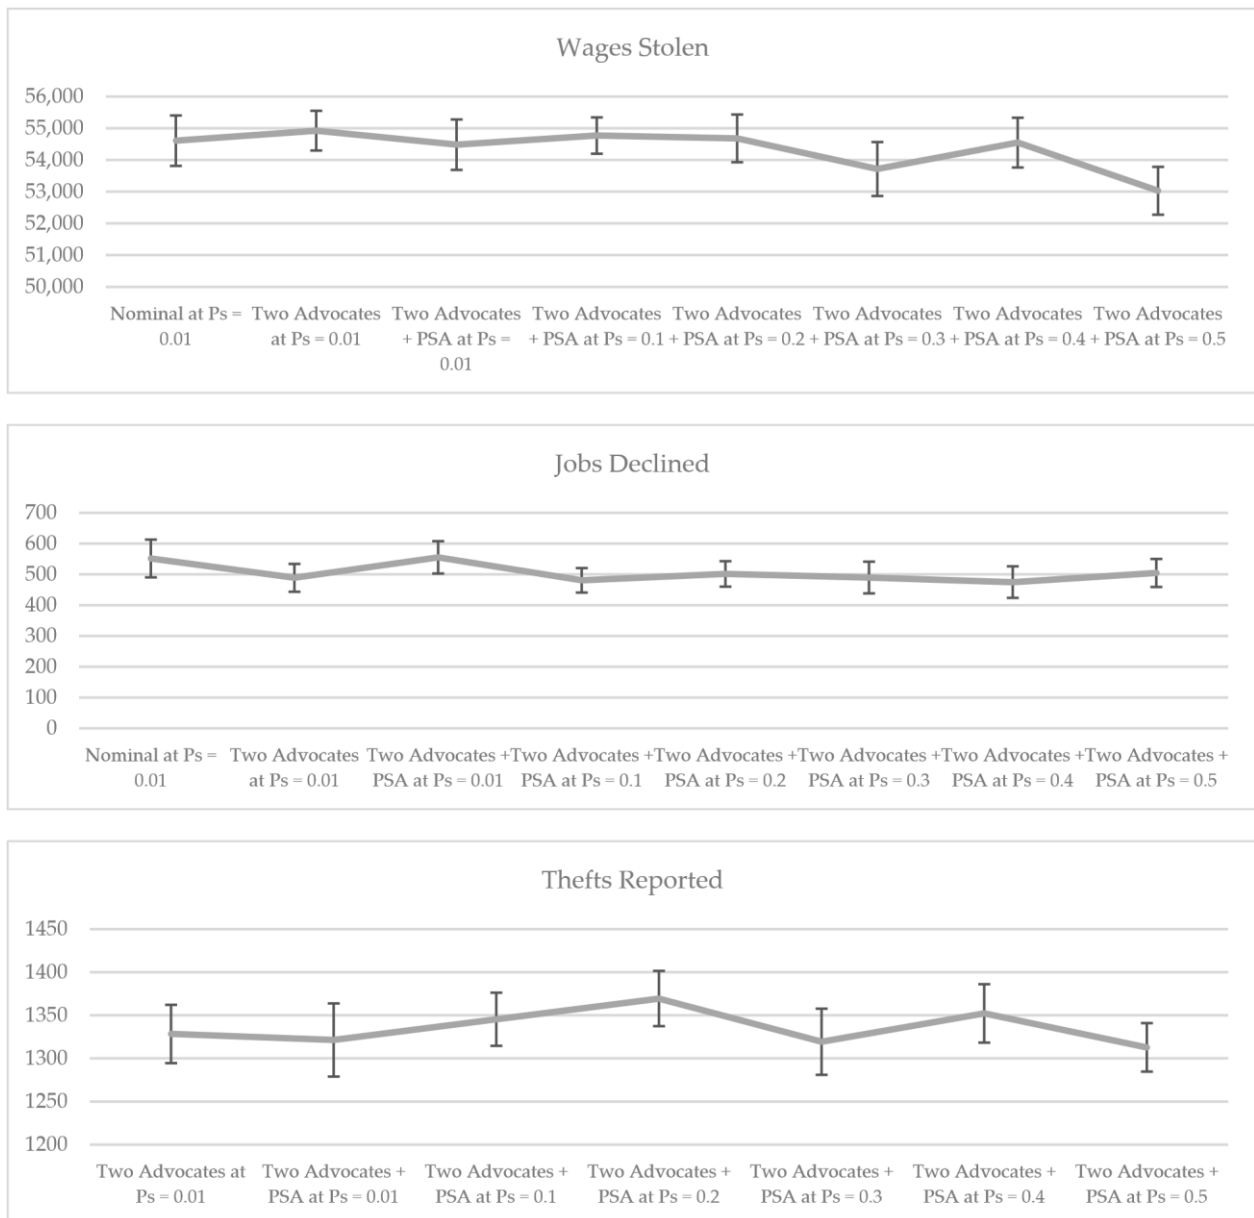 Wages Stolen
56,000
55,000
54,000
53,000
52,000
51,000
50,000
Nominal at Ps = Two Advocates Two Advocates Two Advocates Two Advocates Two Advocates Two Advocates Two Advocates
0.01 at Ps = 0.01 + PSA at Ps = + PSA at Ps = 0.1 + PSA at Ps = 0.2 + PSA at Ps = 0.3 + PSA at Ps = 0.4 + PSA at Ps = 0.5
0.01
Jobs Declined
700
600
500
400
300
200
100
0
Nominal at Ps = Two Advocates Two Advocates +Two Advocates +Two Advocates +Two Advocates +Two Advocates +Two Advocates +
0.01 at Ps = 0.01 PSA at Ps = 0.01 PSA at Ps = 0.1 PSA at Ps = 0.2 PSA at Ps = 0.3 PSA at Ps = 0.4 PSA at Ps = 0.5
Thefts Reported
1450
1400
1350
1300
1250
1200
Two Advocates at Two Advocates + Two Advocates + Two Advocates + Two Advocates + Two Advocates + Two Advocates +
Ps = 0.01 PSA at Ps = 0.01 PSA at Ps = 0.1 PSA at Ps = 0.2 PSA at Ps = 0.3 PSA at Ps = 0.4 PSA at Ps = 0.5